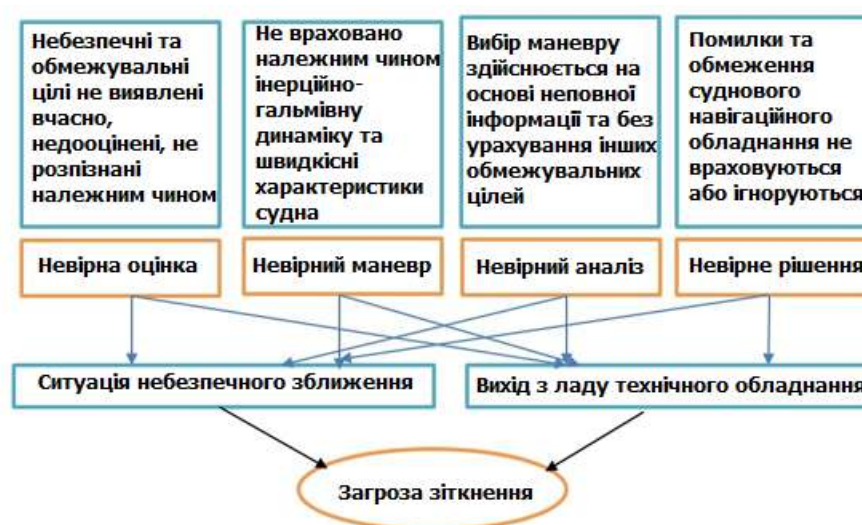 Небезпечні та
обмежувальні
цілі не виявлені
вчасно,
недооцінені, не
розпізнані
належним чином
Не враховано
належним чином
інерційно-
гальмівну
динаміку та
швидкісні
характеристики
судна
Вибір маневру
здійснюється на
основі неповної
інформації та без
урахування інших
обмежувальних
цілей
Помилки та
обмеження
суднового
навігаційного
обладнання не
враховуються
або ігноруються
Невірна оцінка
Невірний маневр
Невірний аналіз
Невірне рішення
Ситуація небезпечного зближення
Вихід з ладу технічного обладнання
Загроза зіткнення